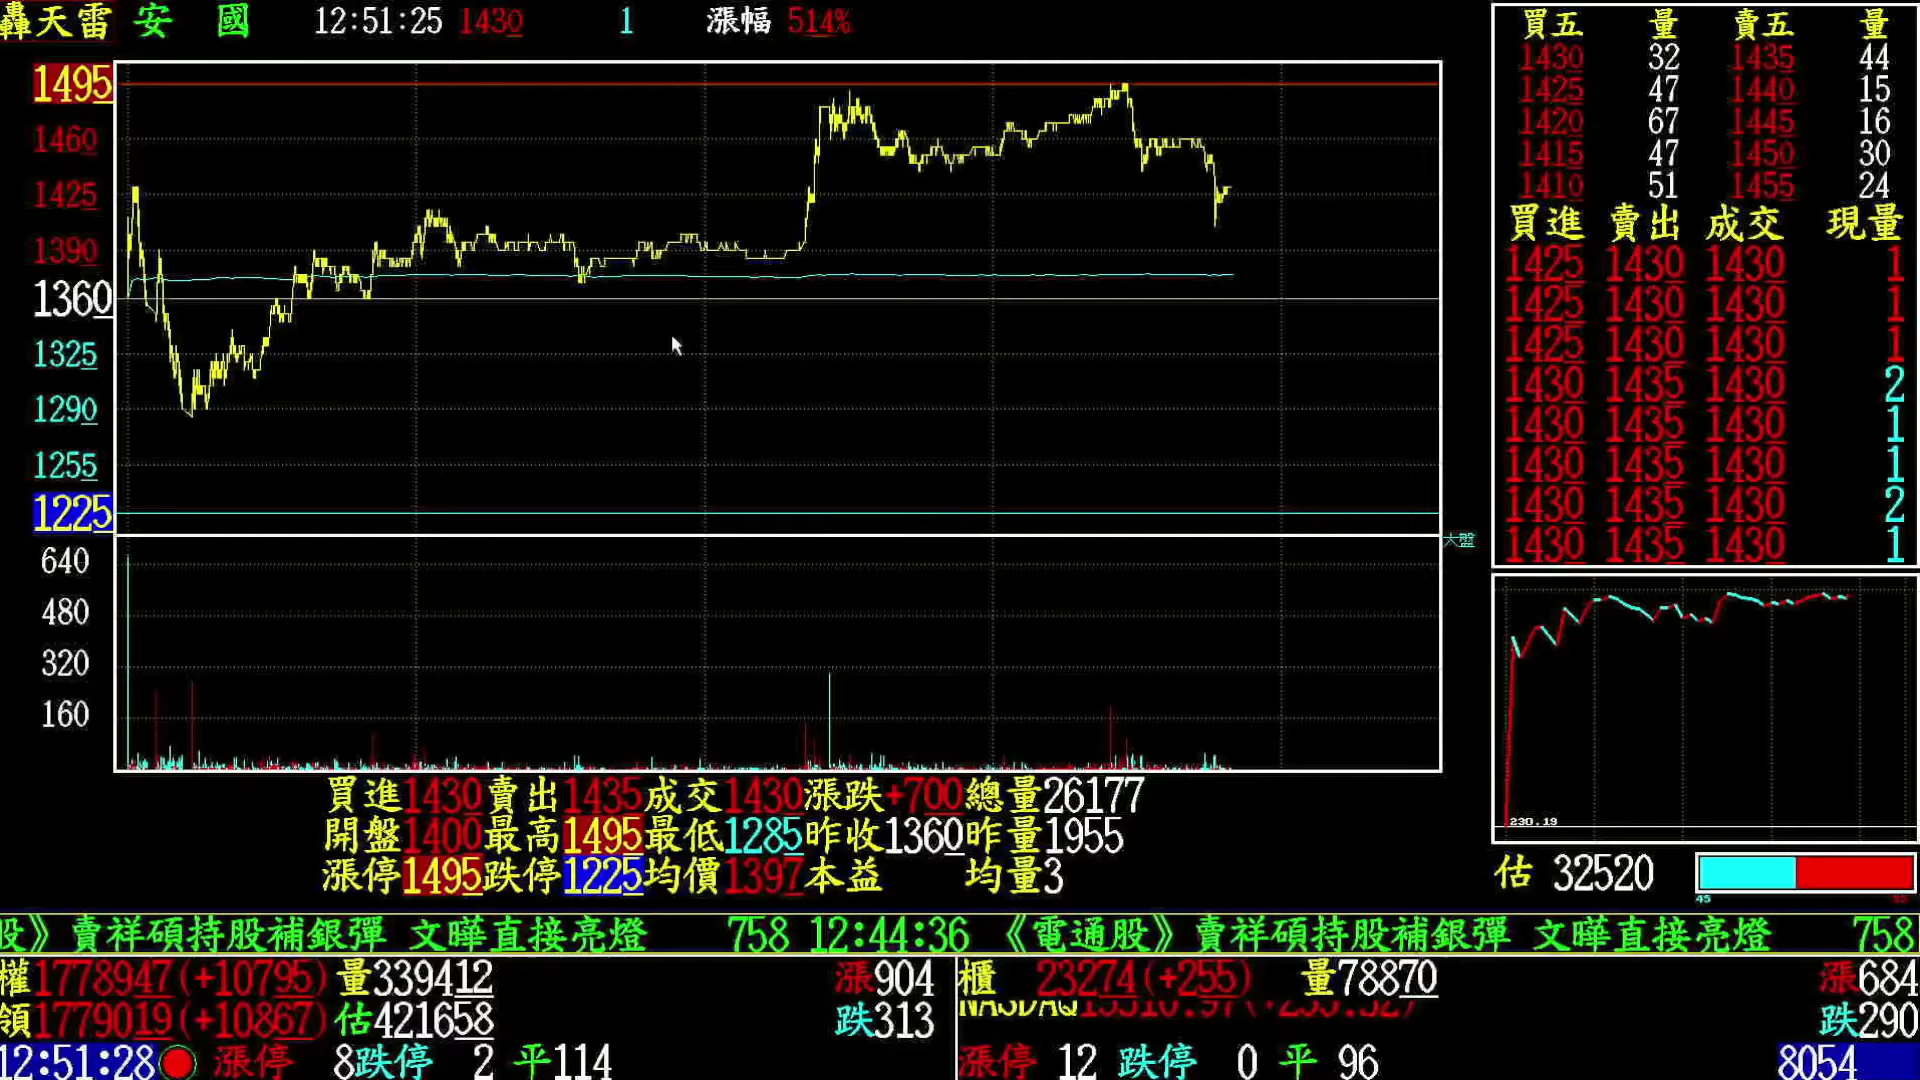 轟天雷 安 國 12:51:25 1430 1 漲幅 514%
1495
1460
1425
1390
1360
1325
1290
1255
1225
640
480
320
160
大盤
買五 量 賣五 量
1430 32 1435 44
1425 47 1440 15
1420 67 1445 16
1415 47 1450 30
1410 51 1455 24
買進 賣出 成交 現量
1425 1430 1430 1
1425 1430 1430 1
1425 1430 1430 1
1430 1435 1430 2
1430 1435 1430 1
1430 1435 1430 1
1430 1435 1430 2
1430 1435 1430 1
230.19
估 32520
45
買進1430賣出1435成交1430漲跌+700總量26177
開盤1400最高1495最低1285昨收1360昨量1955
漲停1495跌停1225均價1397本益 均量3
股》賣祥碩持股補銀彈 文曄直接亮燈 758 12:44:36 《電通股》賣祥碩持股補銀彈 文曄直接亮燈 758
權1778947(+10795)量339412 漲904
領1779019(+10867)估421658 跌313
12:51:28 漲停 8跌停 2 平114
櫃 23274(+255) 量78870 漲684
NASDAQ 跌290
漲停 12 跌停 0 平 96 8054